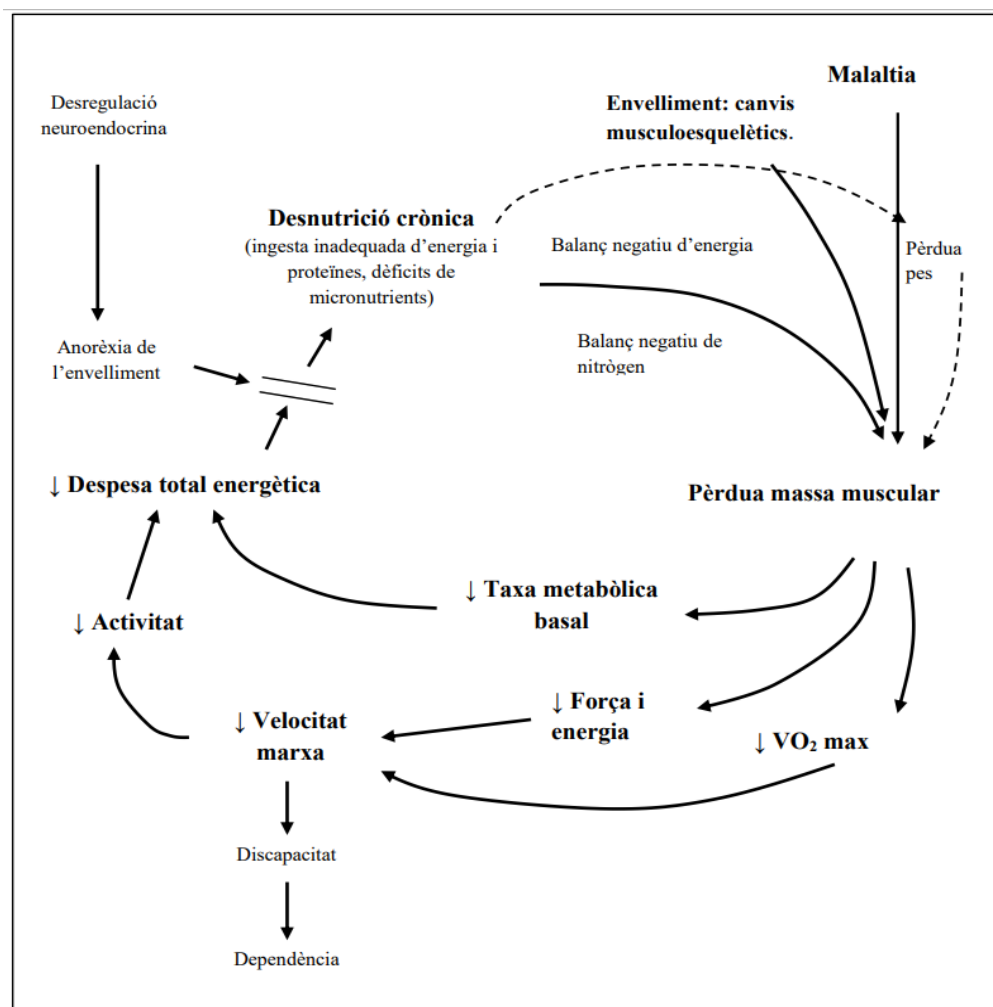 Malaltia
Desregulació
neuroendocrina
Envelliment: canvis
musculoesquelètics.
Desnutrició crònica
(ingesta inadequada d’energia i
proteïnes, dèficits de
micronutrients)
Balanç negatiu d’energia
Pèrdua
pes
Anorèxia de
l’envelliment
Balanç negatiu de
nitrògen
↓ Despesa total energètica
Pèrdua massa muscular
↓ Taxa metabòlica
basal
↓ Activitat
↓ Força i
energia
↓ Velocitat
marxa
↓ VO₂ max
Discapacitat
Dependència